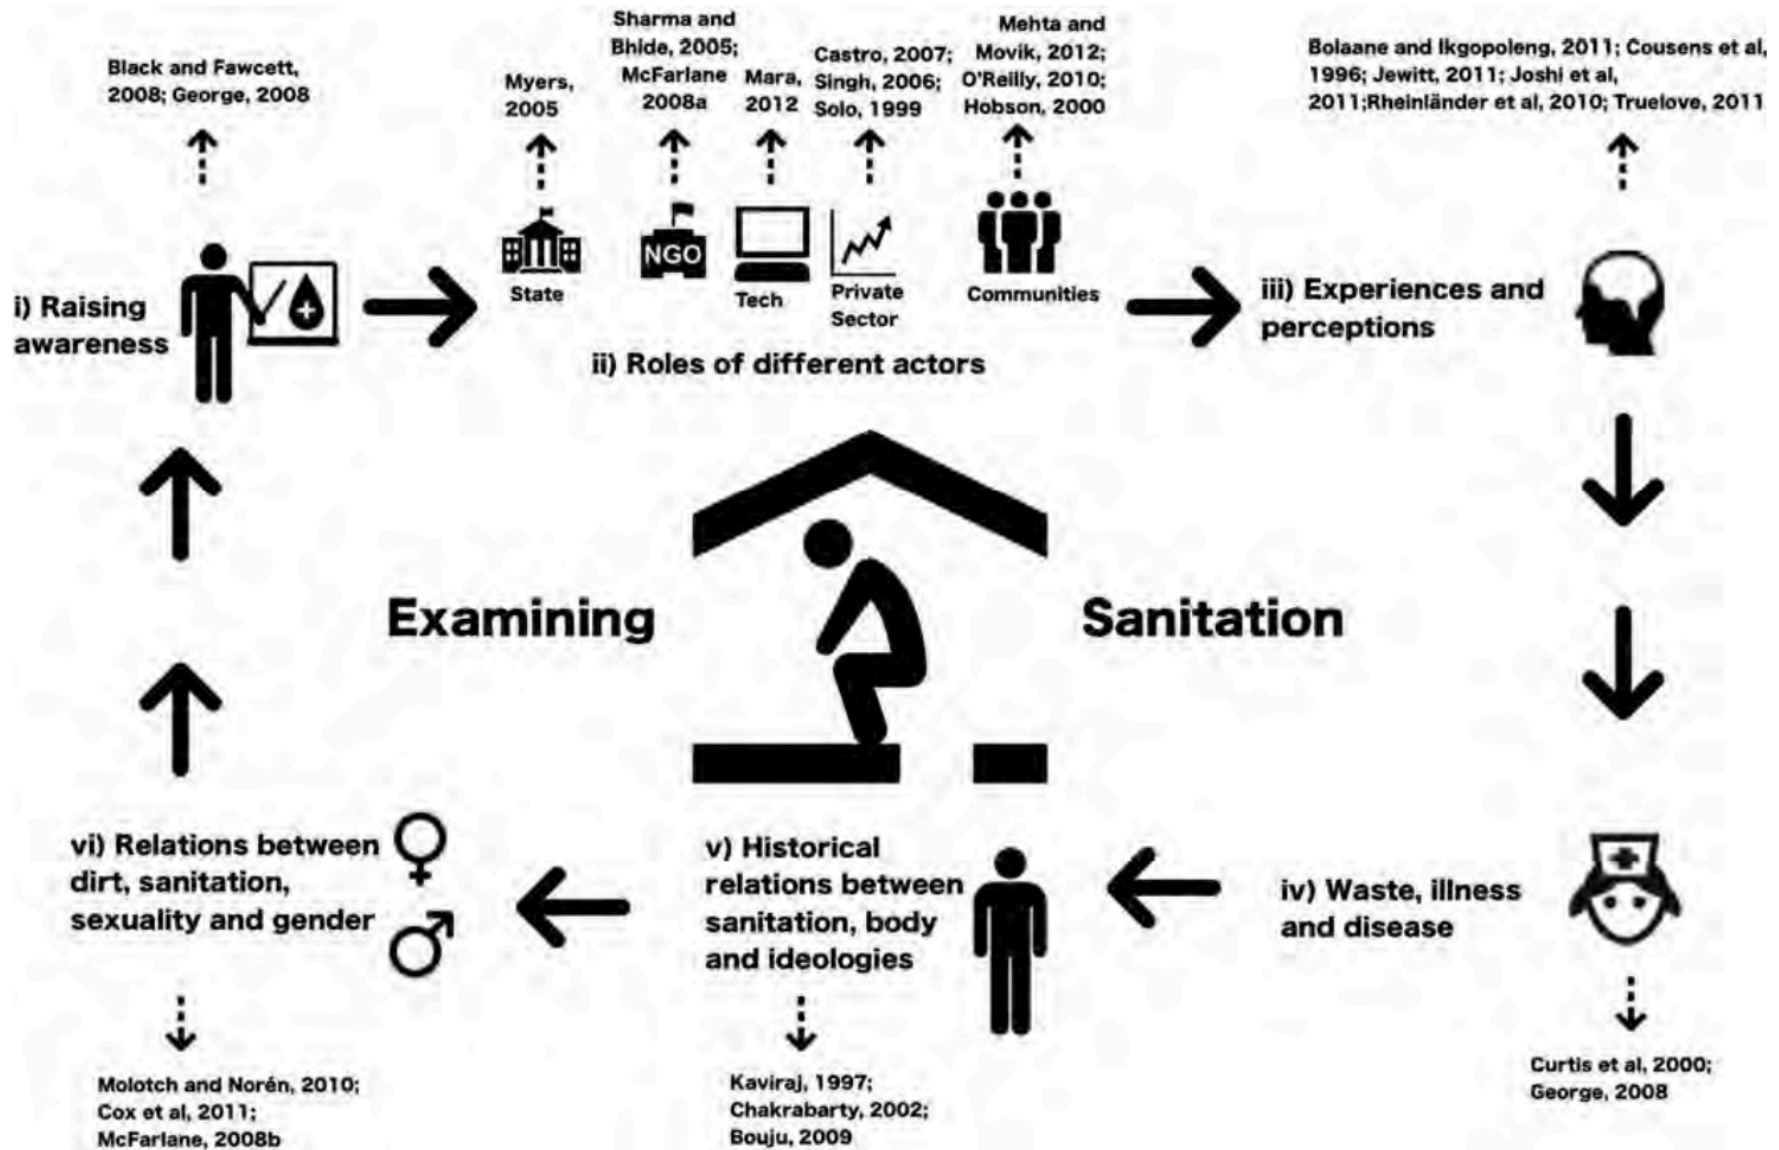 Black and Fawcett,
2008; George, 2008
Myers,
2005
Sharma and
Bhide, 2005;
McFarlane
2008a
Mara,
2012
Castro, 2007;
Singh, 2006;
Solo, 1999
Mehta and
Movik, 2012;
O'Reilly, 2010;
Hobson, 2000
Bolaane and Ikgopoleng, 2011; Cousens et al,
1996; Jewitt, 2011; Joshi et al,
2011;Rheinländer et al, 2010; Truelove, 2011
i) Raising
awareness
State
NGO
Tech
Private
Sector
Communities
ii) Roles of different actors
iii) Experiences and
perceptions
Examining
Sanitation
vi) Relations between
dirt, sanitation,
sexuality and gender
v) Historical
relations between
sanitation, body
and ideologies
iv) Waste, illness
and disease
Molotch and Norén, 2010;
Cox et al, 2011;
McFarlane, 2008b
Kaviraj, 1997;
Chakrabarty, 2002;
Bouju, 2009
Curtis et al, 2000;
George, 2008